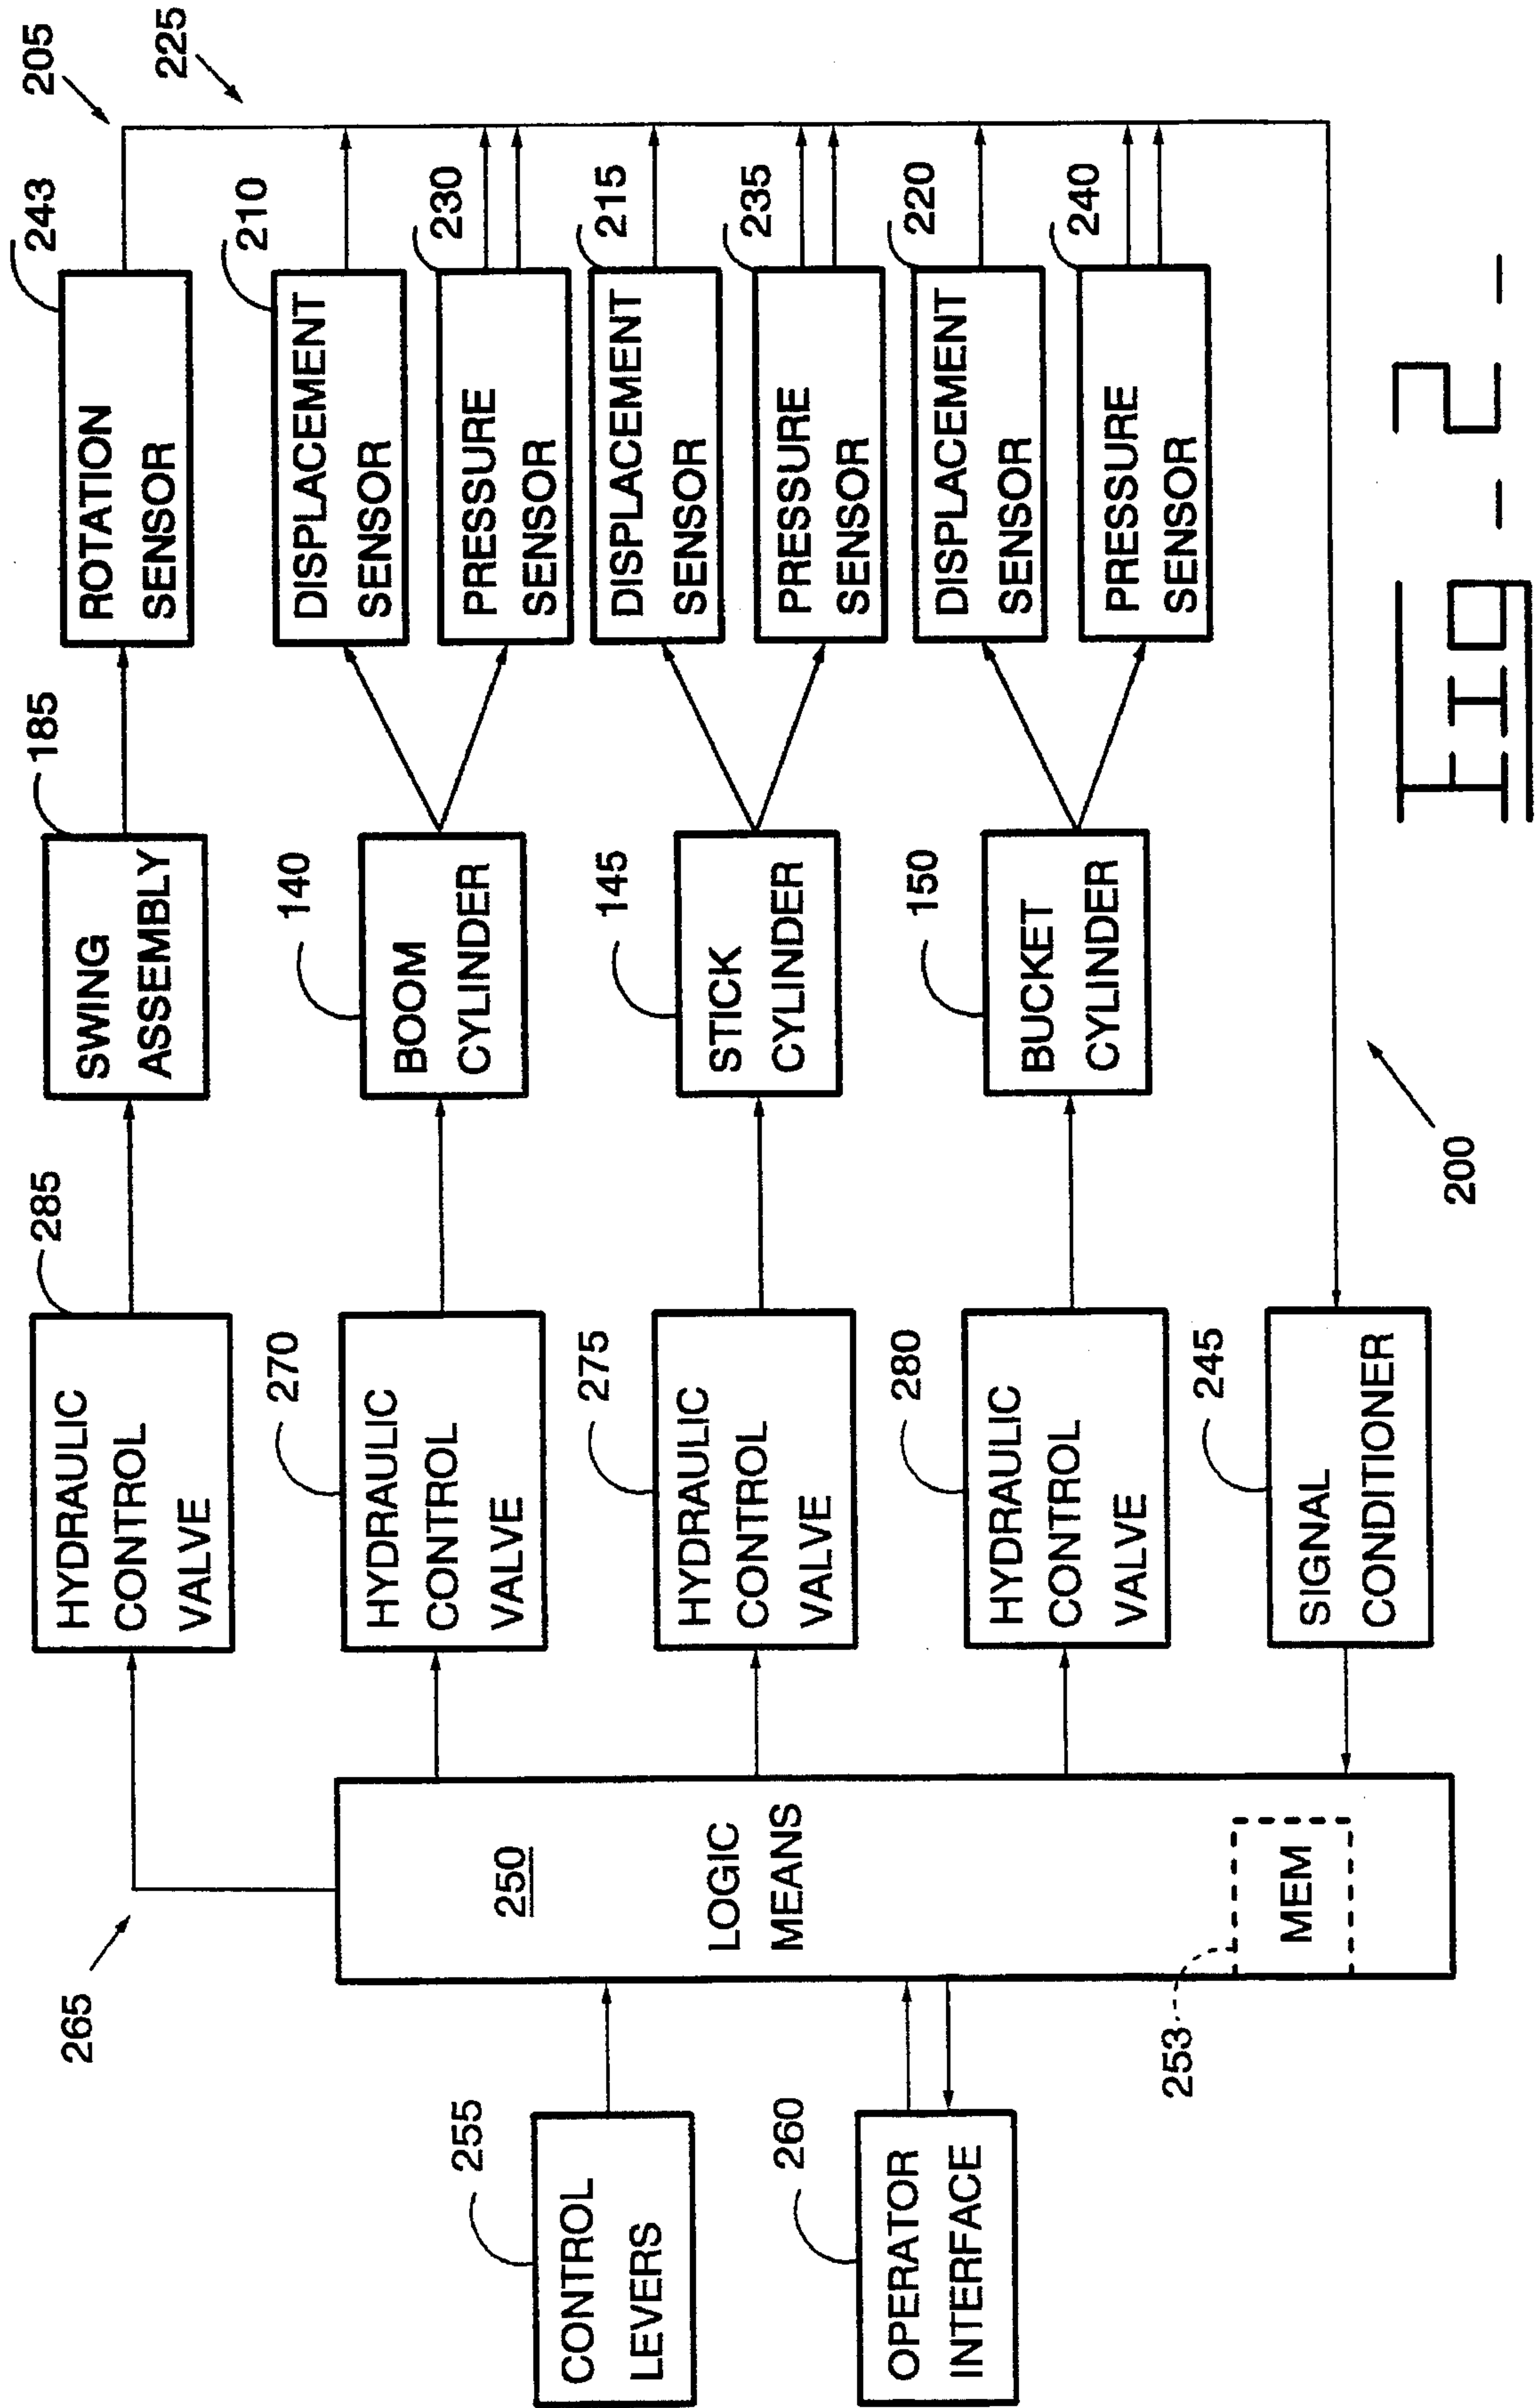 205
225
243
ROTATION
SENSOR
210
DISPLACEMENT
SENSOR
230
PRESSURE
SENSOR
215
DISPLACEMENT
SENSOR
235
PRESSURE
SENSOR
220
DISPLACEMENT
SENSOR
240
PRESSURE
SENSOR
185
SWING
ASSEMBLY
140
BOOM
CYLINDER
145
STICK
CYLINDER
150
BUCKET
CYLINDER
200
285
HYDRAULIC
CONTROL
VALVE
270
HYDRAULIC
CONTROL
VALVE
275
HYDRAULIC
CONTROL
VALVE
280
HYDRAULIC
CONTROL
VALVE
245
SIGNAL
CONDITIONER
265
250
LOGIC
MEANS
MEM
253
255
CONTROL
LEVERS
260
OPERATOR
INTERFACE
FIG - 2 -